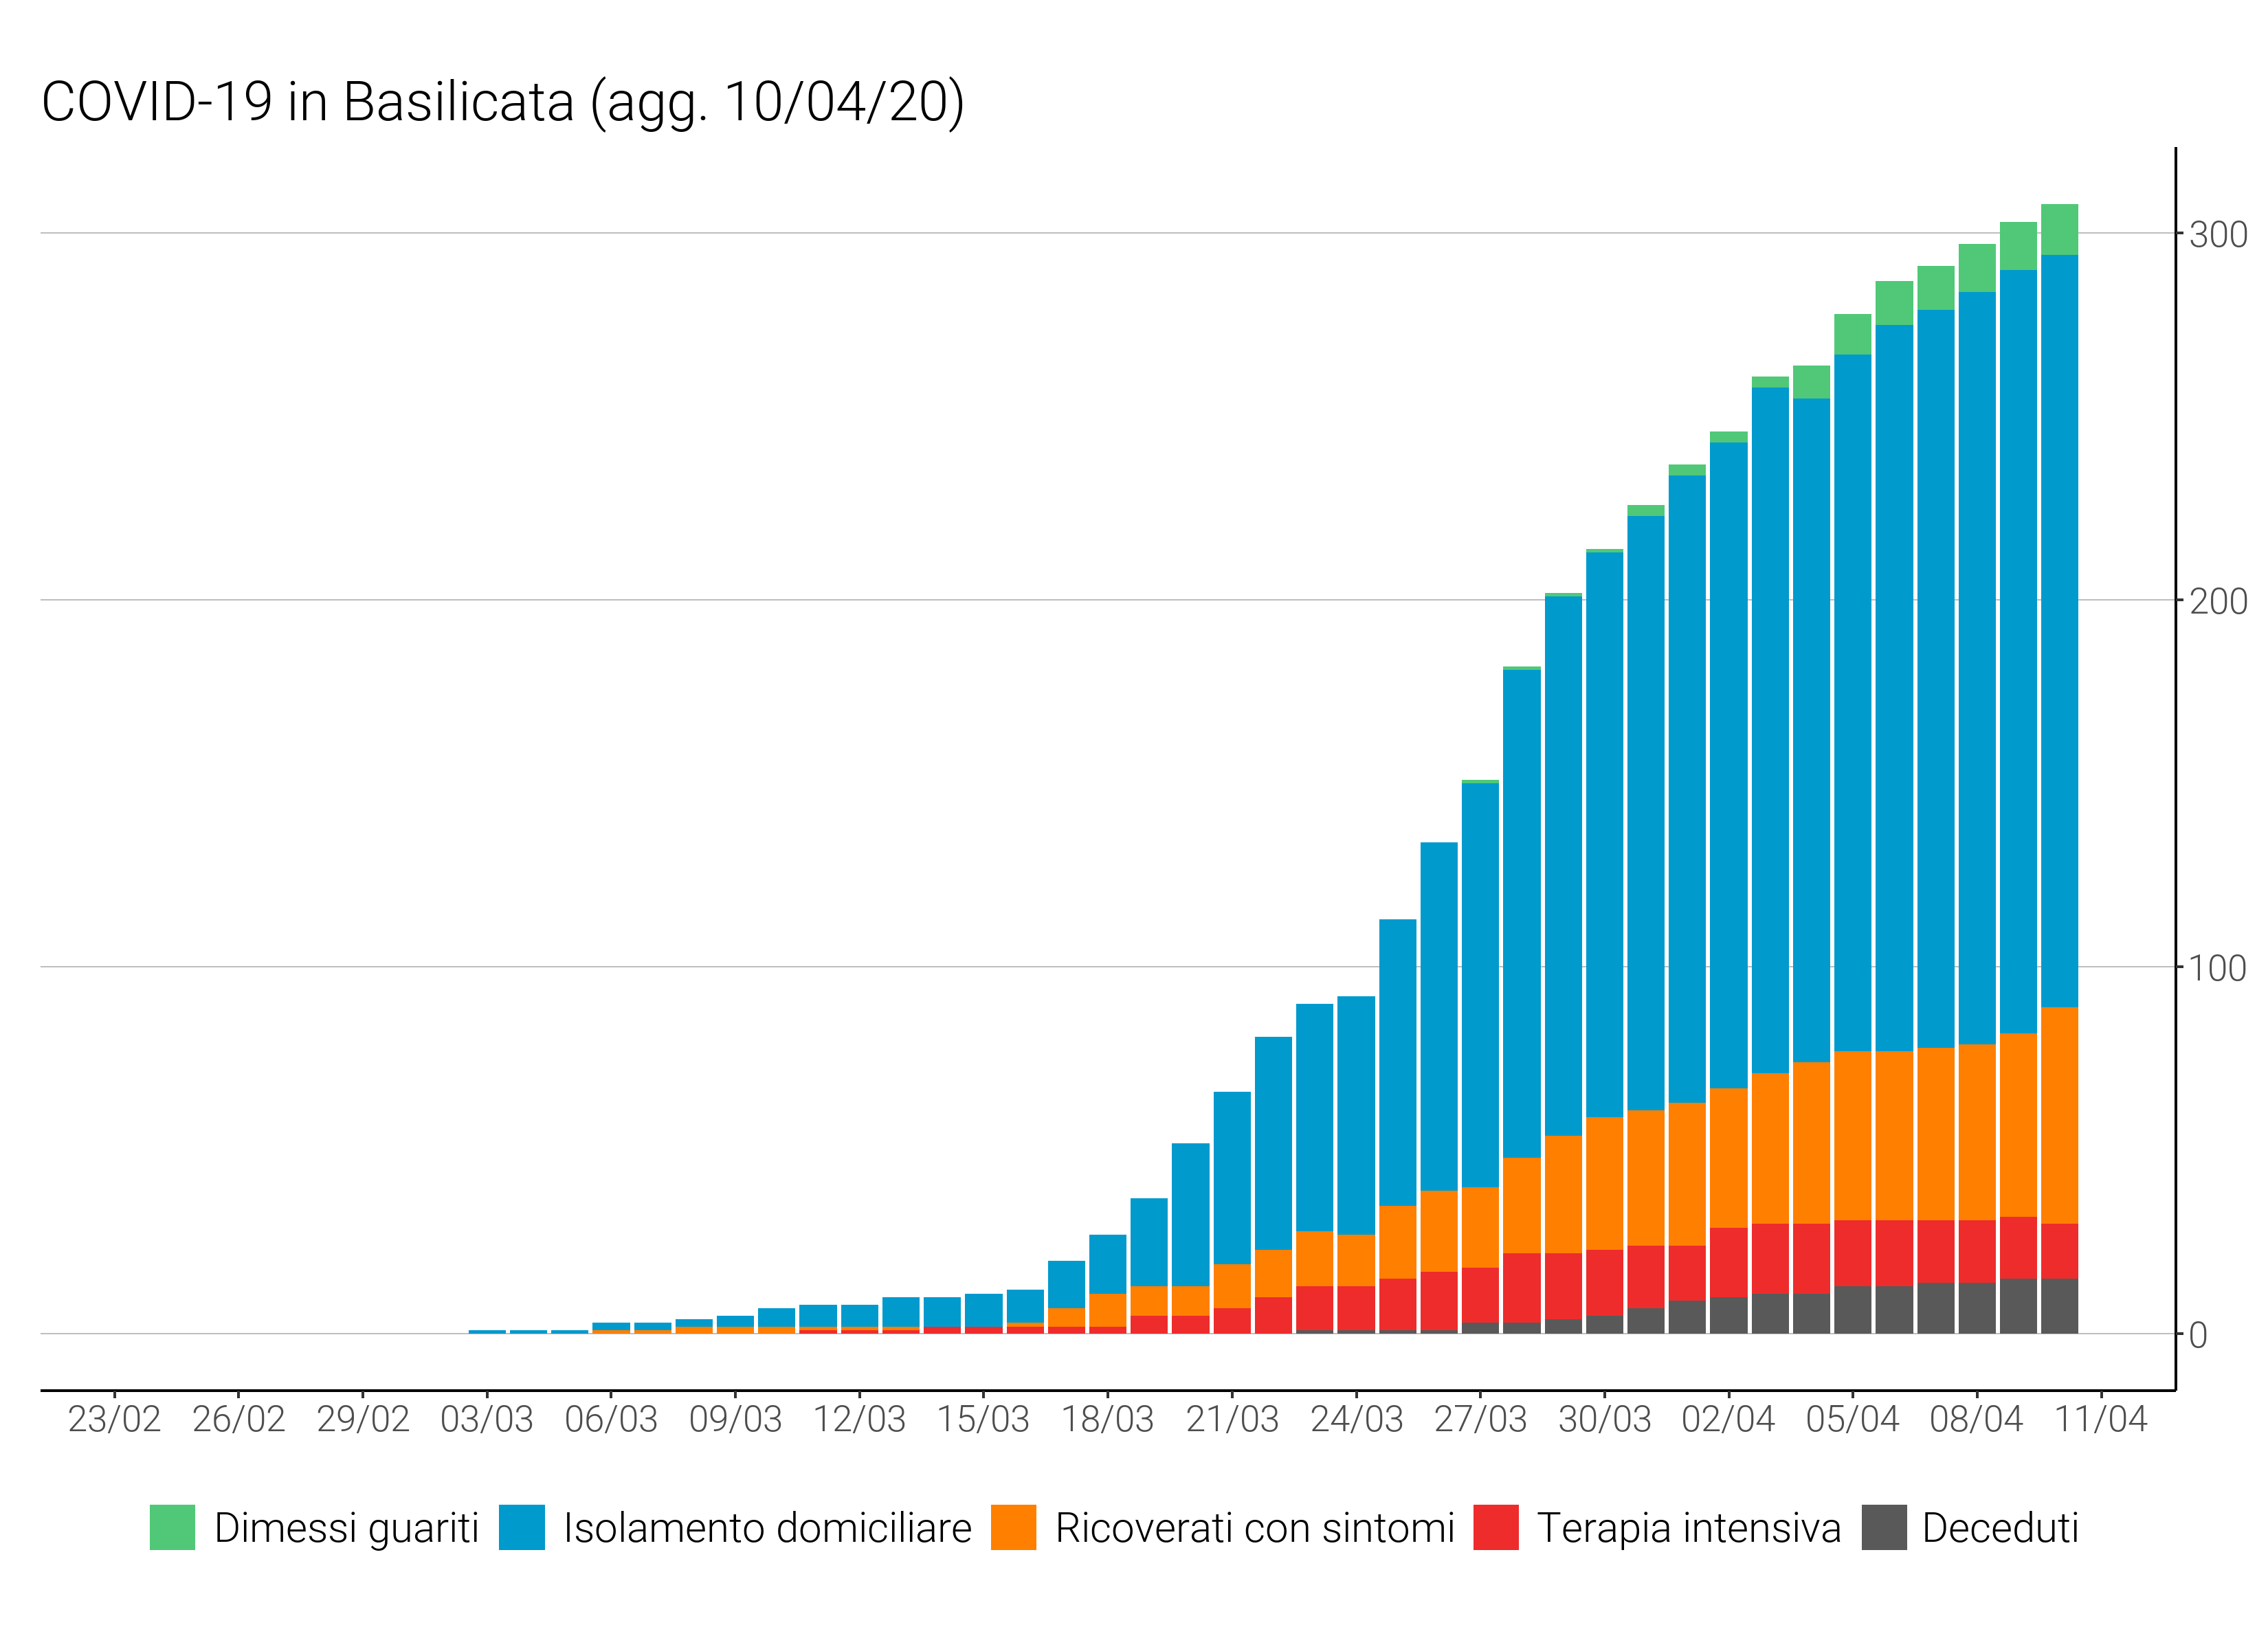 COVID-19 in Basilicata (agg. 10/04/20)
300
200
100
0
23/02 26/02 29/02 03/03 06/03 09/03 12/03 15/03 18/03 21/03 24/03 27/03 30/03 02/04 05/04 08/04 11/04
Dimessi guariti Isolamento domiciliare Ricoverati con sintomi Terapia intensiva Deceduti